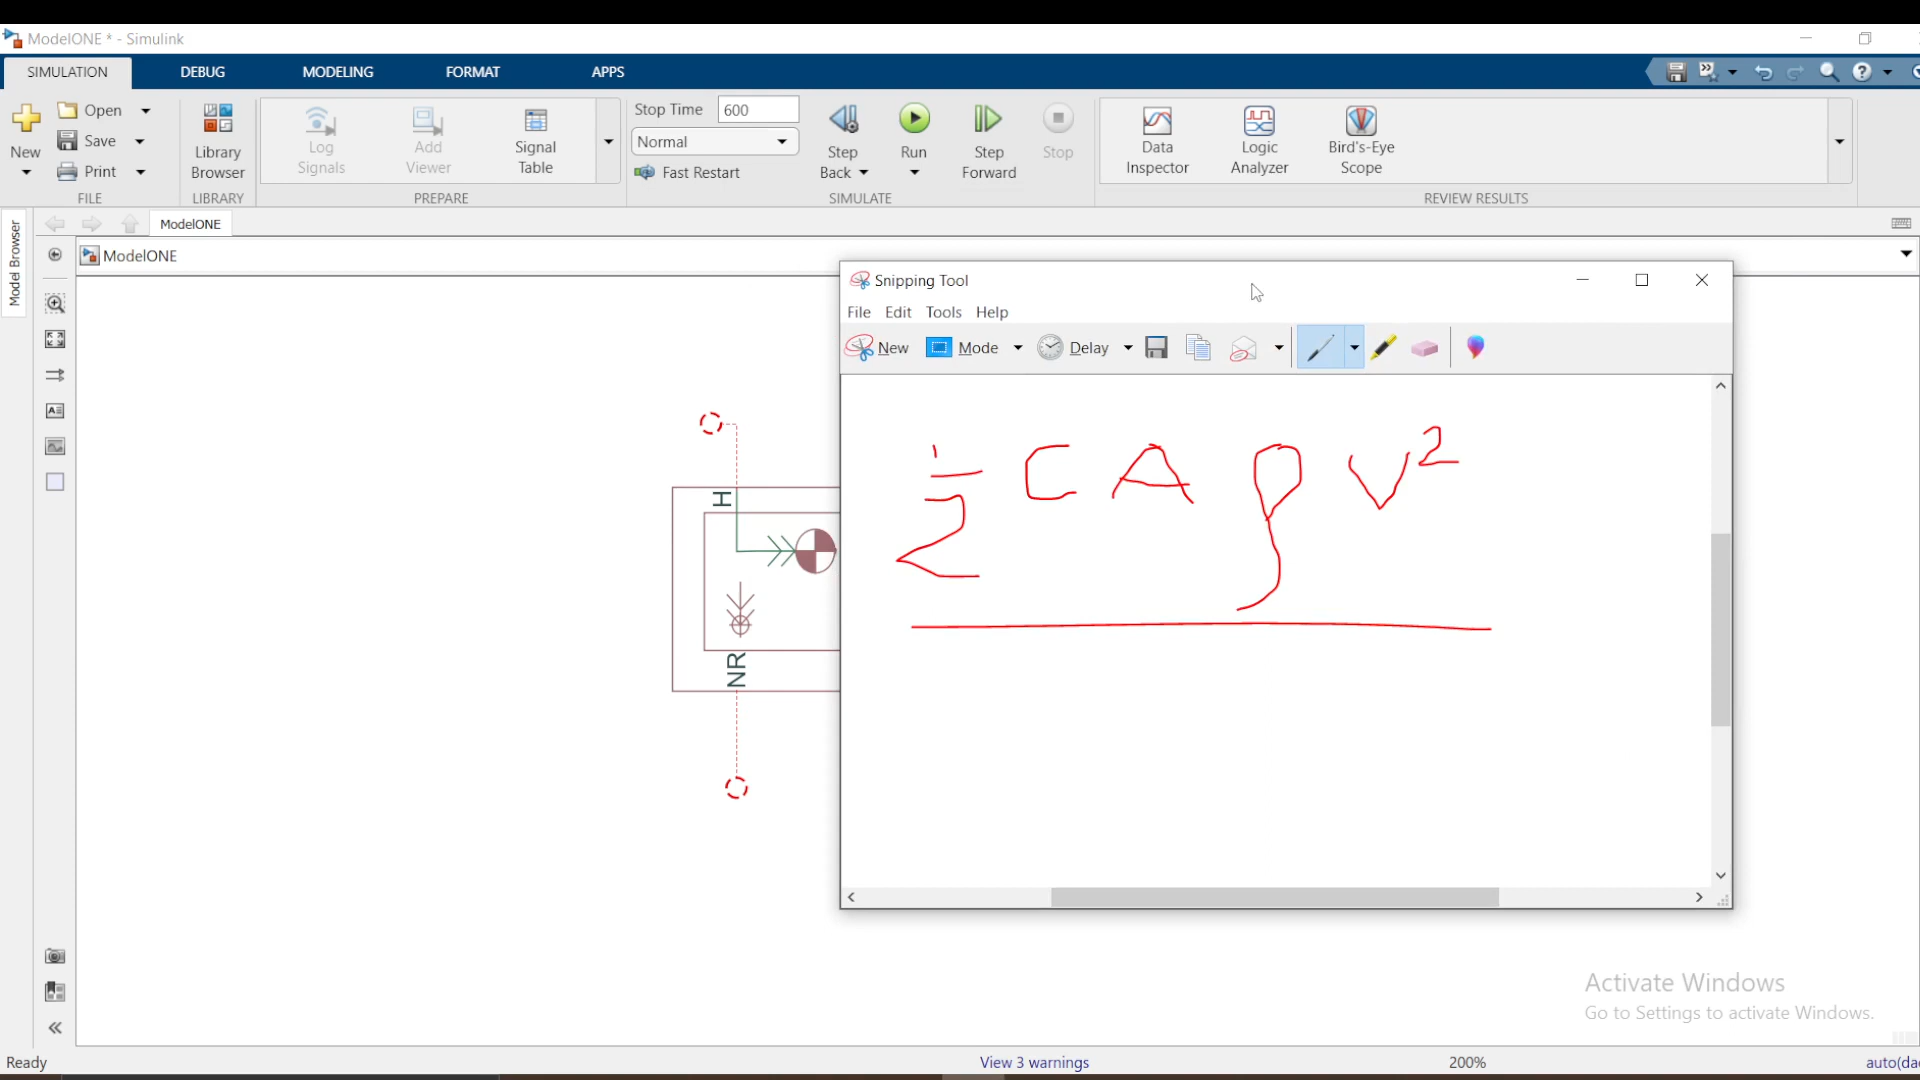 ModelONE * - Simulink
SIMULATION DEBUG MODELING FORMAT APPS
New
Open
Save
Print
FILE
Library Browser
LIBRARY
Log Signals
Add Viewer
Signal Table
PREPARE
Stop Time 600
Normal
Fast Restart
Step Back
Run
Step Forward
Stop
SIMULATE
Data Inspector
Logic Analyzer
Bird's-Eye Scope
REVIEW RESULTS
Model Browser
ModelONE
ModelONE
Snipping Tool
File Edit Tools Help
New Mode Delay
½ C A ρ V²
H
NR
Activate Windows
Go to Settings to activate Windows.
Ready View 3 warnings 200% auto(da